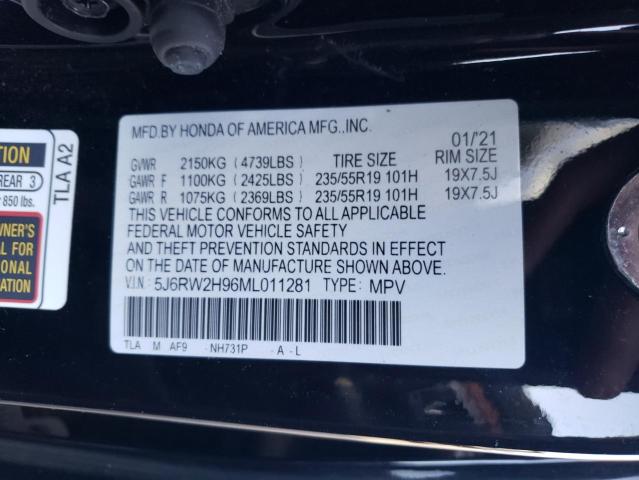 MFD.BY HONDA OF AMERICA MFG.,INC.
01/21
GVWR 2150KG (4739LBS) TIRE SIZE RIM SIZE
GAWR F 1100KG (2425LBS) 235/55R19 101H 19X7.5J
GAWR R 1075KG (2369LBS) 235/55R19 101H 19X7.5J
THIS VEHICLE CONFORMS TO ALL APPLICABLE
FEDERAL MOTOR VEHICLE SAFETY
AND THEFT PREVENTION STANDARDS IN EFFECT
ON THE DATE OF MANUFACTURE SHOWN ABOVE.
V.I.N: 5J6RW2H96ML011281 TYPE: MPV
TLA M AF9 -NH731P -A -L
TION
REAR 3
850 lbs.
TLA A2
WNER'S
AL FOR
IONAL
MATION